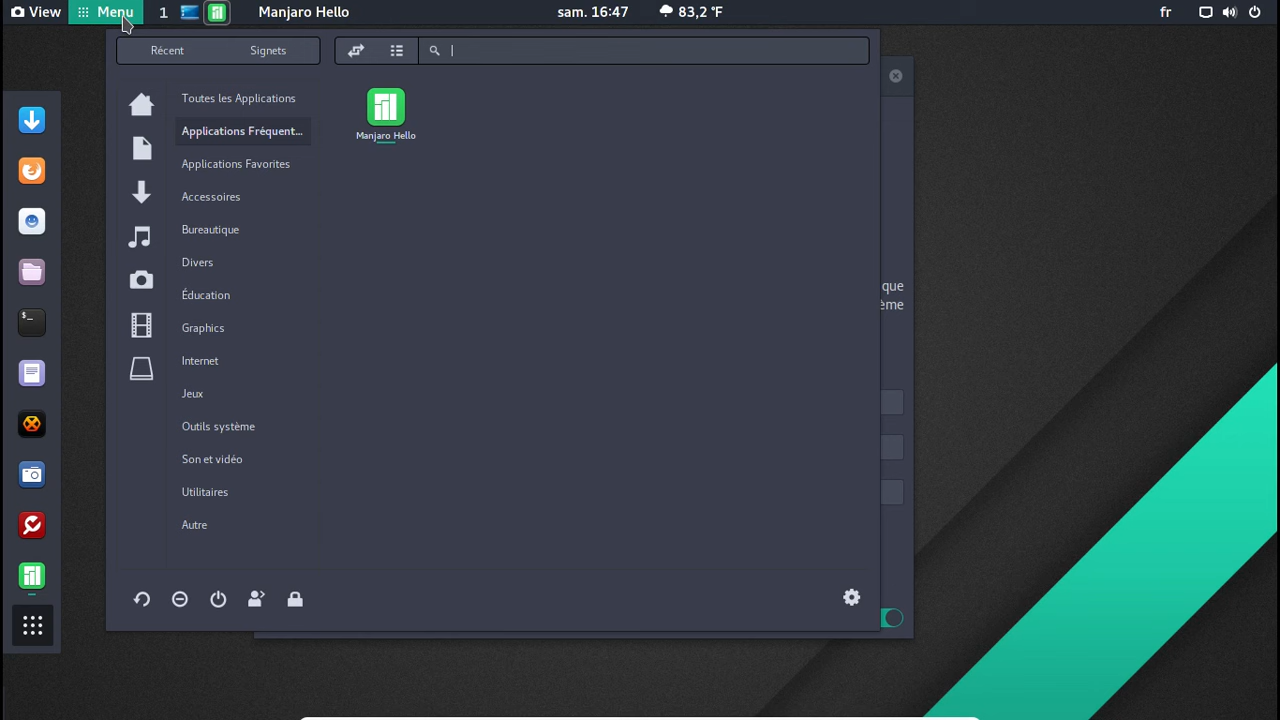 View Menu 1 Manjaro Hello sam. 16:47 83,2 °F fr
Récent Signets
Toutes les Applications
Applications Fréquent...
Applications Favorites
Accessoires
Bureautique
Divers
Éducation
Graphics
Internet
Jeux
Outils système
Son et vidéo
Utilitaires
Autre
Manjaro Hello
que
ème
$_